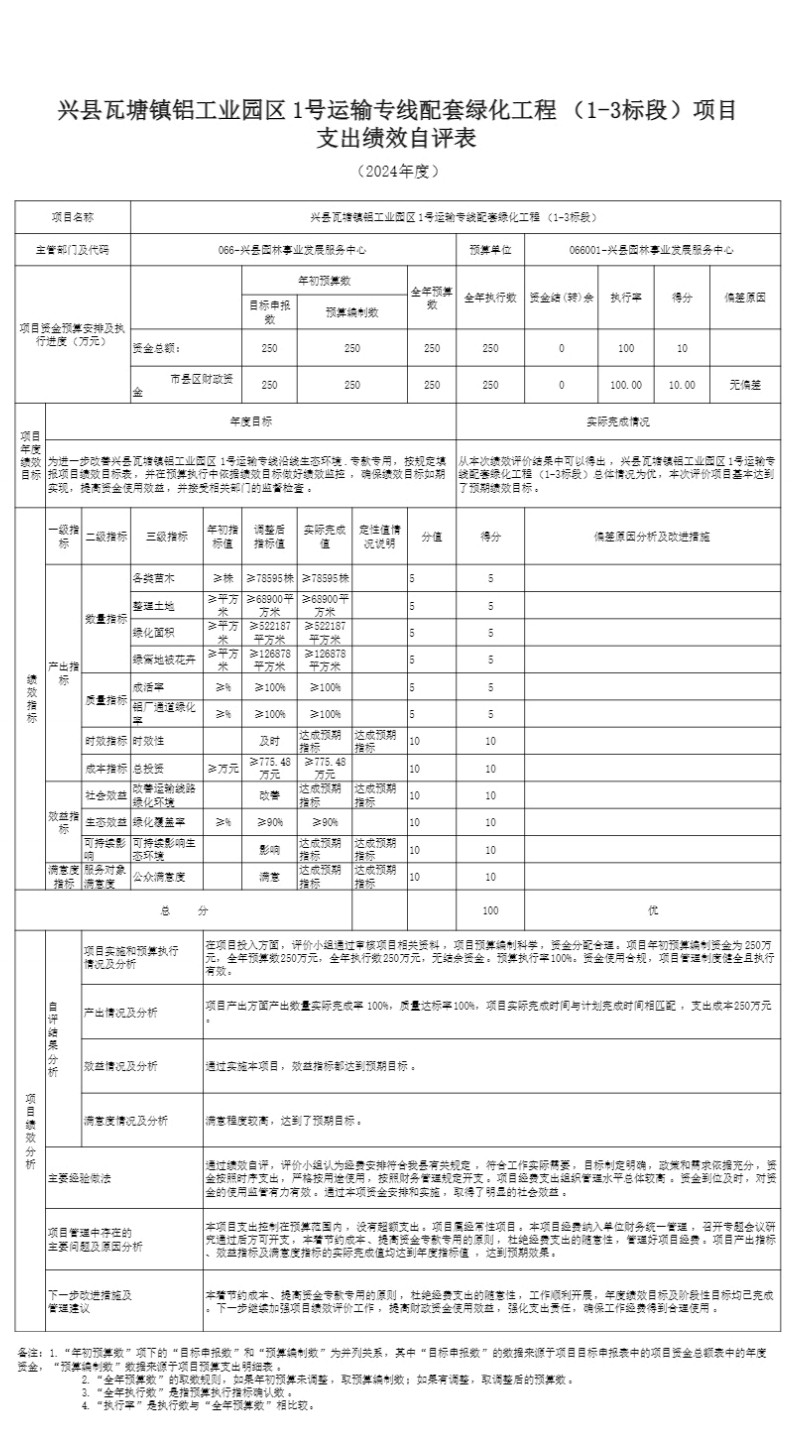 兴县瓦塘镇铝工业园区1号运输专线配套绿化工程（1-3标段）项目
支出绩效自评表
（2024年度）
项目名称 兴县瓦塘镇铝工业园区1号运输专线配套绿化工程（1-3标段）
主管部门及代码 066-兴县园林事业发展服务中心 预算单位 066001-兴县园林事业发展服务中心
项目资金预算安排及执行进度（万元） 年初预算数 全年预算数 全年执行数 资金结(转)余 执行率 得分 偏差原因
目标申报数 预算编制数
资金总额： 250 250 250 250 0 100 10
市县区财政资金 250 250 250 250 0 100.00 10.00 无偏差
项目年度绩效目标 年度目标 实际完成情况
为进一步改善兴县瓦塘镇铝工业园区1号运输专线沿线生态环境.专款专用，按规定填
报项目绩效目标表，并在预算执行中依据绩效目标做好绩效监控，确保绩效目标如期
实现，提高资金使用效益，并接受相关部门的监督检查。
从本次绩效评价结果中可以得出，兴县瓦塘镇铝工业园区1号运输专
线配套绿化工程（1-3标段）总体情况为优，本次评价项目基本达到
了预期绩效目标。
绩效指标 一级指标 二级指标 三级指标 年初指标值 调整后指标值 实际完成值 定性值情况说明 分值 得分 偏差原因分析及改进措施
产出指标 数量指标 各类苗木 ≥株 ≥78595株 ≥78595株 5 5
整理土地 ≥平方米 ≥68900平方米 ≥68900平方米 5 5
绿化面积 ≥平方米 ≥522187平方米 ≥522187平方米 5 5
绿篱地被花卉 ≥平方米 ≥126878平方米 ≥126878平方米 5 5
质量指标 成活率 ≥% ≥100% ≥100% 5 5
铝厂通道绿化率 ≥% ≥100% ≥100% 5 5
时效指标 时效性 及时 达成预期指标 达成预期指标 10 10
成本指标 总投资 ≥万元 ≥775.48万元 ≥775.48万元 10 10
效益指标 社会效益 改善运输线路绿化环境 改善 达成预期指标 达成预期指标 10 10
生态效益 绿化覆盖率 ≥% ≥90% ≥90% 10 10
可持续影响 可持续影响生态环境 影响 达成预期指标 达成预期指标 10 10
满意度指标 服务对象满意度 公众满意度 满意 达成预期指标 达成预期指标 10 10
总 分 100 优
项目绩效分析 自评结果分析 项目实施和预算执行情况及分析
在项目投入方面，评价小组通过审核项目相关资料，项目预算编制科学，资金分配合理。项目年初预算编制资金为250万
元，全年预算数250万元，全年执行数250万元，无结余资金。预算执行率100%。资金使用合规，项目管理制度健全且执行
有效。
产出情况及分析
项目产出方面产出数量实际完成率 100%，质量达标率100%，项目实际完成时间与计划完成时间相匹配，支出成本250万元
。
效益情况及分析 通过实施本项目，效益指标都达到预期目标。
满意度情况及分析 满意程度较高，达到了预期目标。
主要经验做法
通过绩效自评，评价小组认为经费安排符合我县有关规定，符合工作实际需要，目标制定明确，政策和需求依据充分，资
金按照时序支出，严格按用途使用，按照财务管理规定开支。项目经费支出组织管理水平总体较高。资金到位及时，对资
金的使用监管有力有效。通过本项资金安排和实施，取得了明显的社会效益。
项目管理中存在的主要问题及原因分析
本项目支出控制在预算范围内，没有超额支出。项目属经常性项目。本项目经费纳入单位财务统一管理，召开专题会议研
究通过后方可开支，本着节约成本、提高资金专款专用的原则，杜绝经费支出的随意性，管理好项目经费。项目产出指标
、效益指标及满意度指标的实际完成值均达到年度指标值，达到预期效果。
下一步改进措施及管理建议
本着节约成本、提高资金专款专用的原则，杜绝经费支出的随意性，工作顺利开展，年度绩效目标及阶段性目标均已完成
。下一步继续加强项目绩效评价工作，提高财政资金使用效益，强化支出责任，确保工作经费得到合理使用。
备注：1.“年初预算数”项下的“目标申报数”和“预算编制数”为并列关系，其中“目标申报数”的数据来源于项目目标申报表中的项目资金总额表中的年度
资金，“预算编制数”数据来源于项目预算支出明细表。
2.“全年预算数”的取数规则，如果年初预算未调整，取预算编制数；如果有调整，取调整后的预算数。
3.“全年执行数”是指预算执行指标确认数。
4.“执行率”是执行数与“全年预算数”相比较。